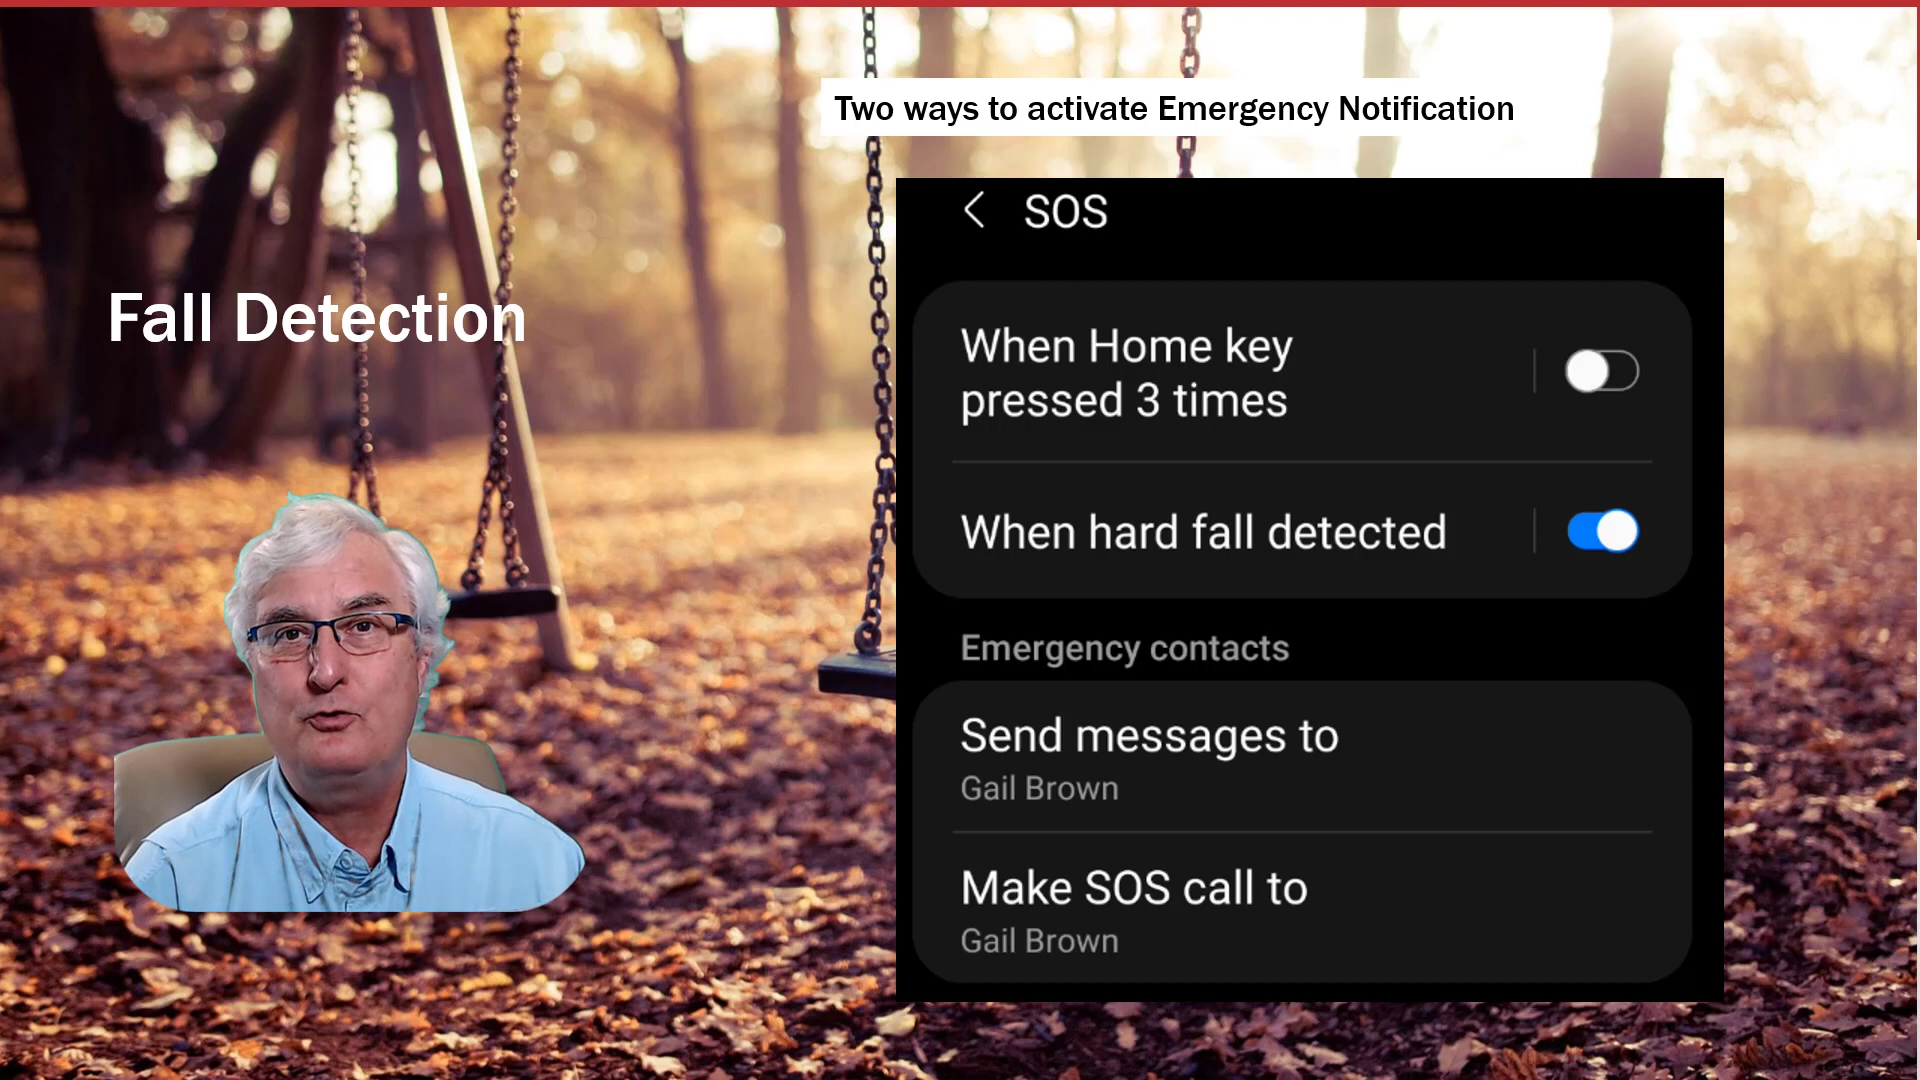 Two ways to activate Emergency Notification
Fall Detection
SOS
When Home key
pressed 3 times
When hard fall detected
Emergency contacts
Send messages to
Gail Brown
Make SOS call to
Gail Brown